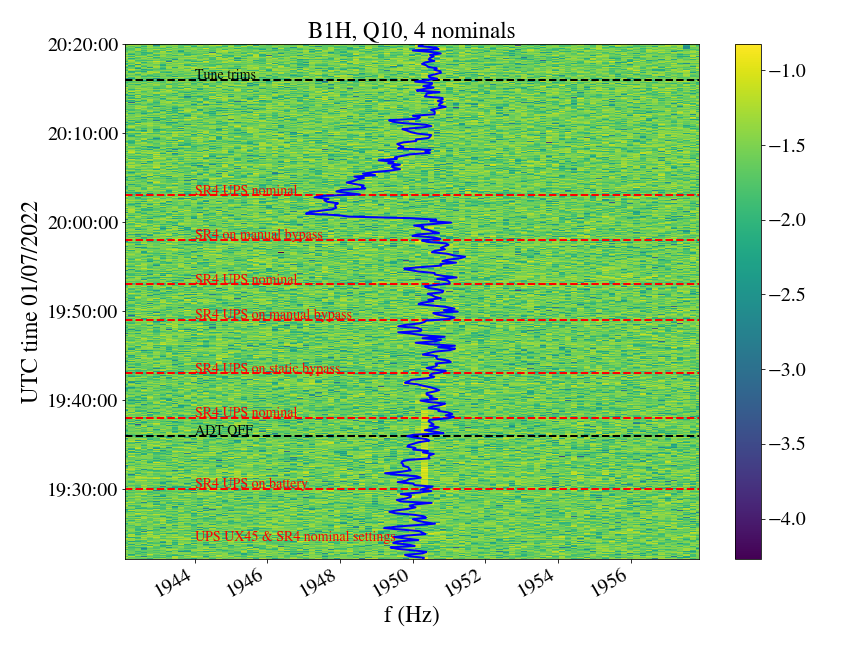 B1H, Q10, 4 nominals
20:20:00
Tune trims
20:10:00
SR4 UPS nominal
20:00:00
SR4 on manual bypass
SR4 UPS nominal
19:50:00
SR4 UPS on manual bypass
SR4 UPS on static bypass
19:40:00
SR4 UPS nominal
ADT OFF
19:30:00
SR4 UPS on battery
UPS UX45 & SR4 nominal settings
UTC time 01/07/2022
1944
1946
1948
1950
1952
1954
1956
f (Hz)
−1.0
−1.5
−2.0
−2.5
−3.0
−3.5
−4.0